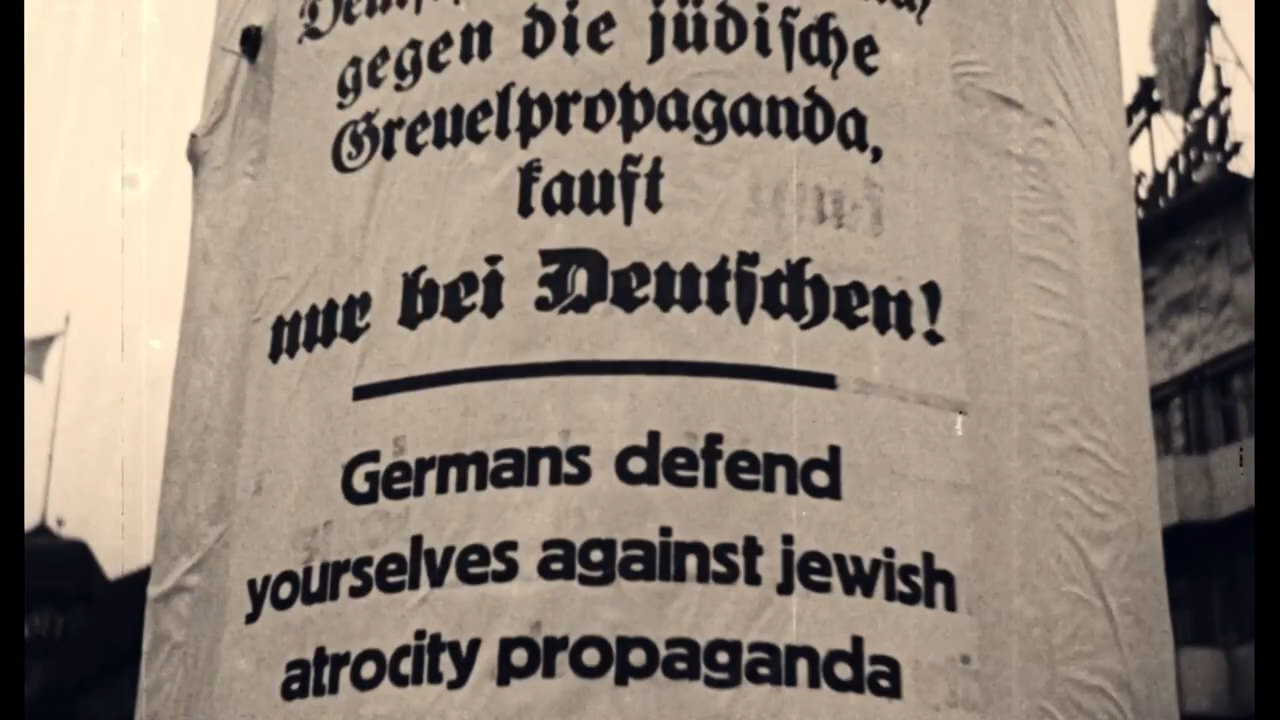 gegen die jüdische
Greuelpropaganda,
kauft
nur bei Deutschen!
Germans defend
yourselves against jewish
atrocity propaganda